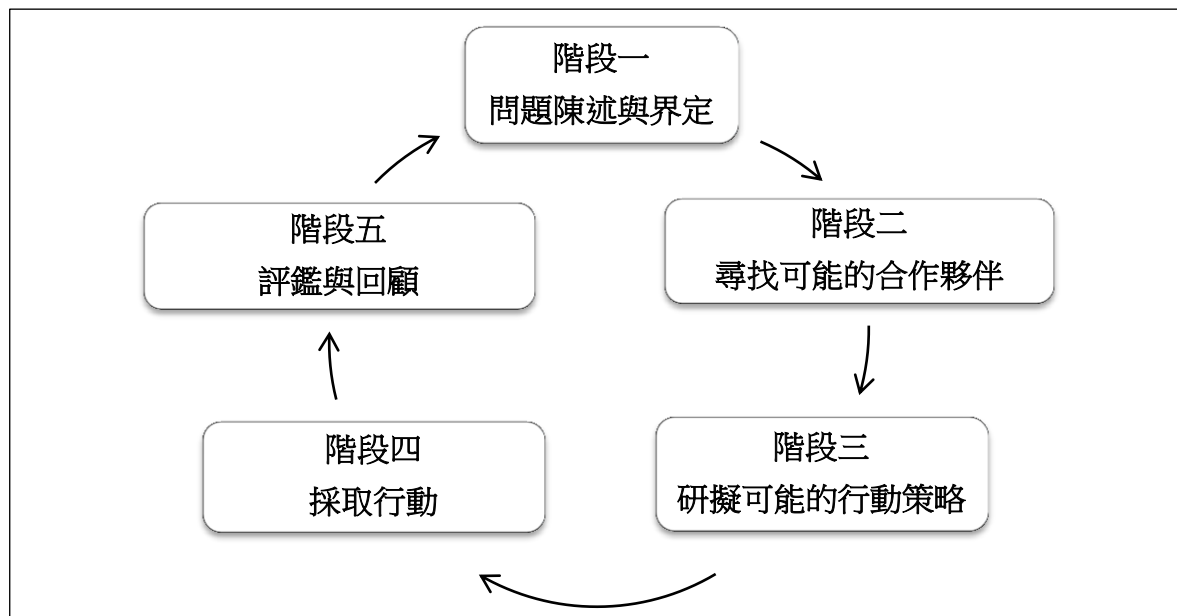 階段一
問題陳述與界定
階段二
尋找可能的合作夥伴
階段三
研擬可能的行動策略
階段四
採取行動
階段五
評鑑與回顧